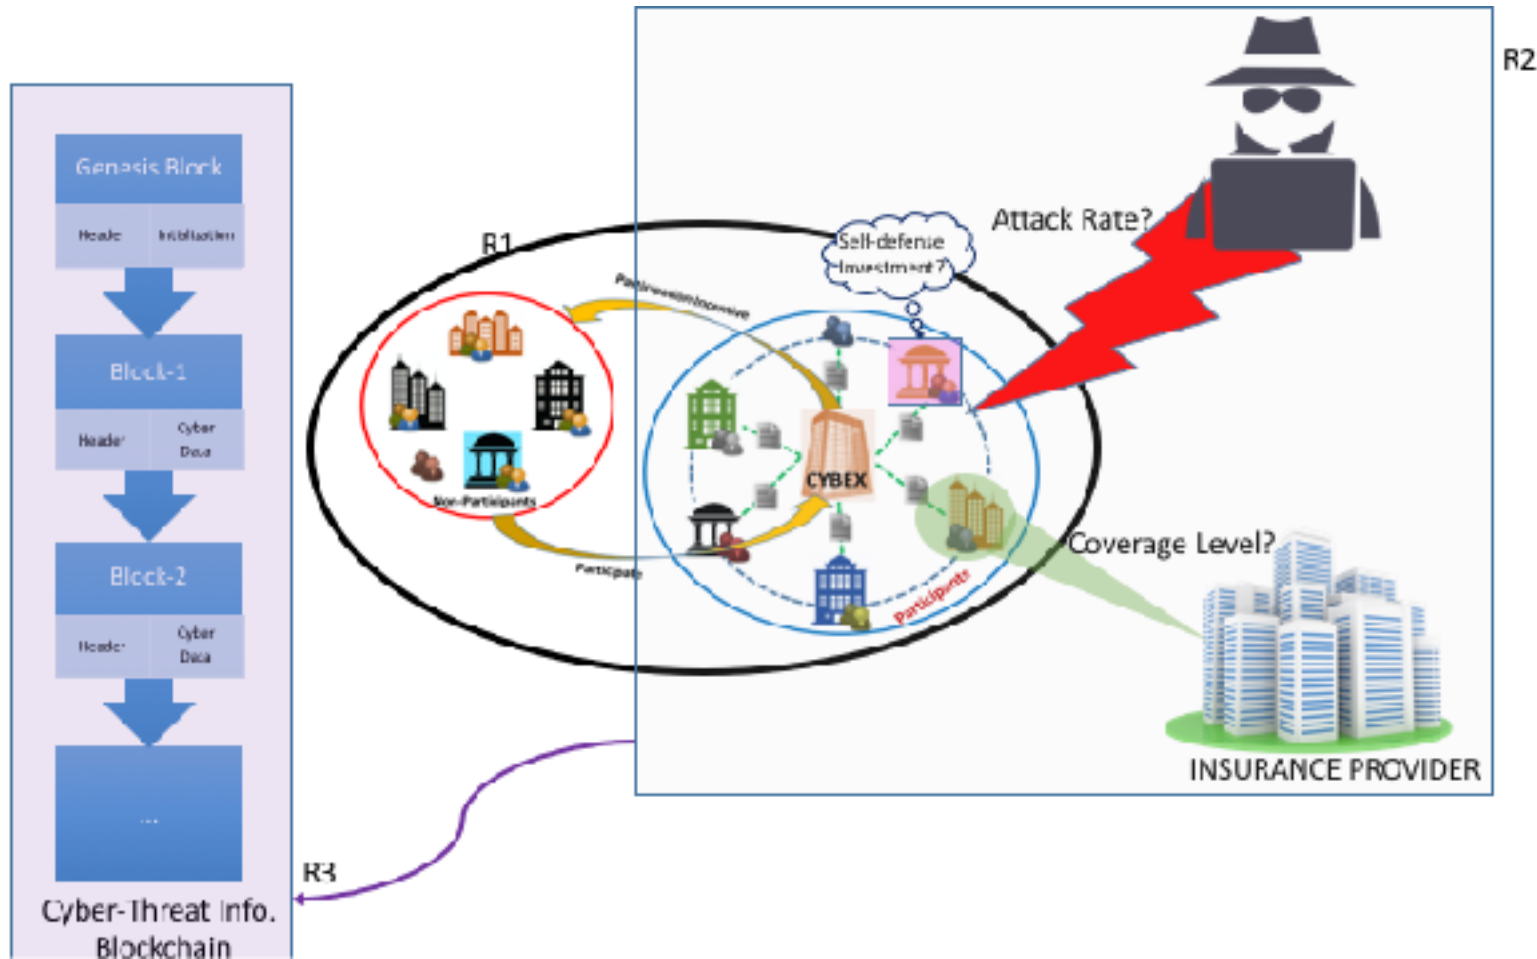 R2
Genesis Block
Header
Initialization
Block-1
Header
Cyber
Data
Block-2
Header
Cyber
Data
...
Cyber-Threat Info.
Blockchain
R1
Non-Participants
Participate
Self-defense
Investment?
CYBEX
Participants
Attack Rate?
Coverage Level?
INSURANCE PROVIDER
R3